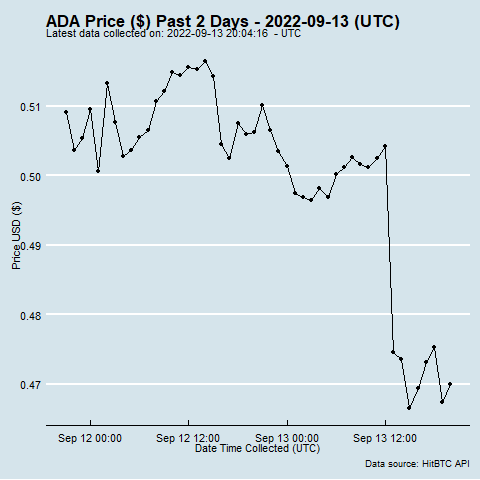 ADA Price ($) Past 2 Days - 2022-09-13 (UTC)
Latest data collected on: 2022-09-13 20:04:16  - UTC
0.51
0.50
0.49
0.48
0.47
Price USD ($)
Sep 12 00:00
Sep 12 12:00
Sep 13 00:00
Sep 13 12:00
Date Time Collected (UTC)
Data source: HitBTC API